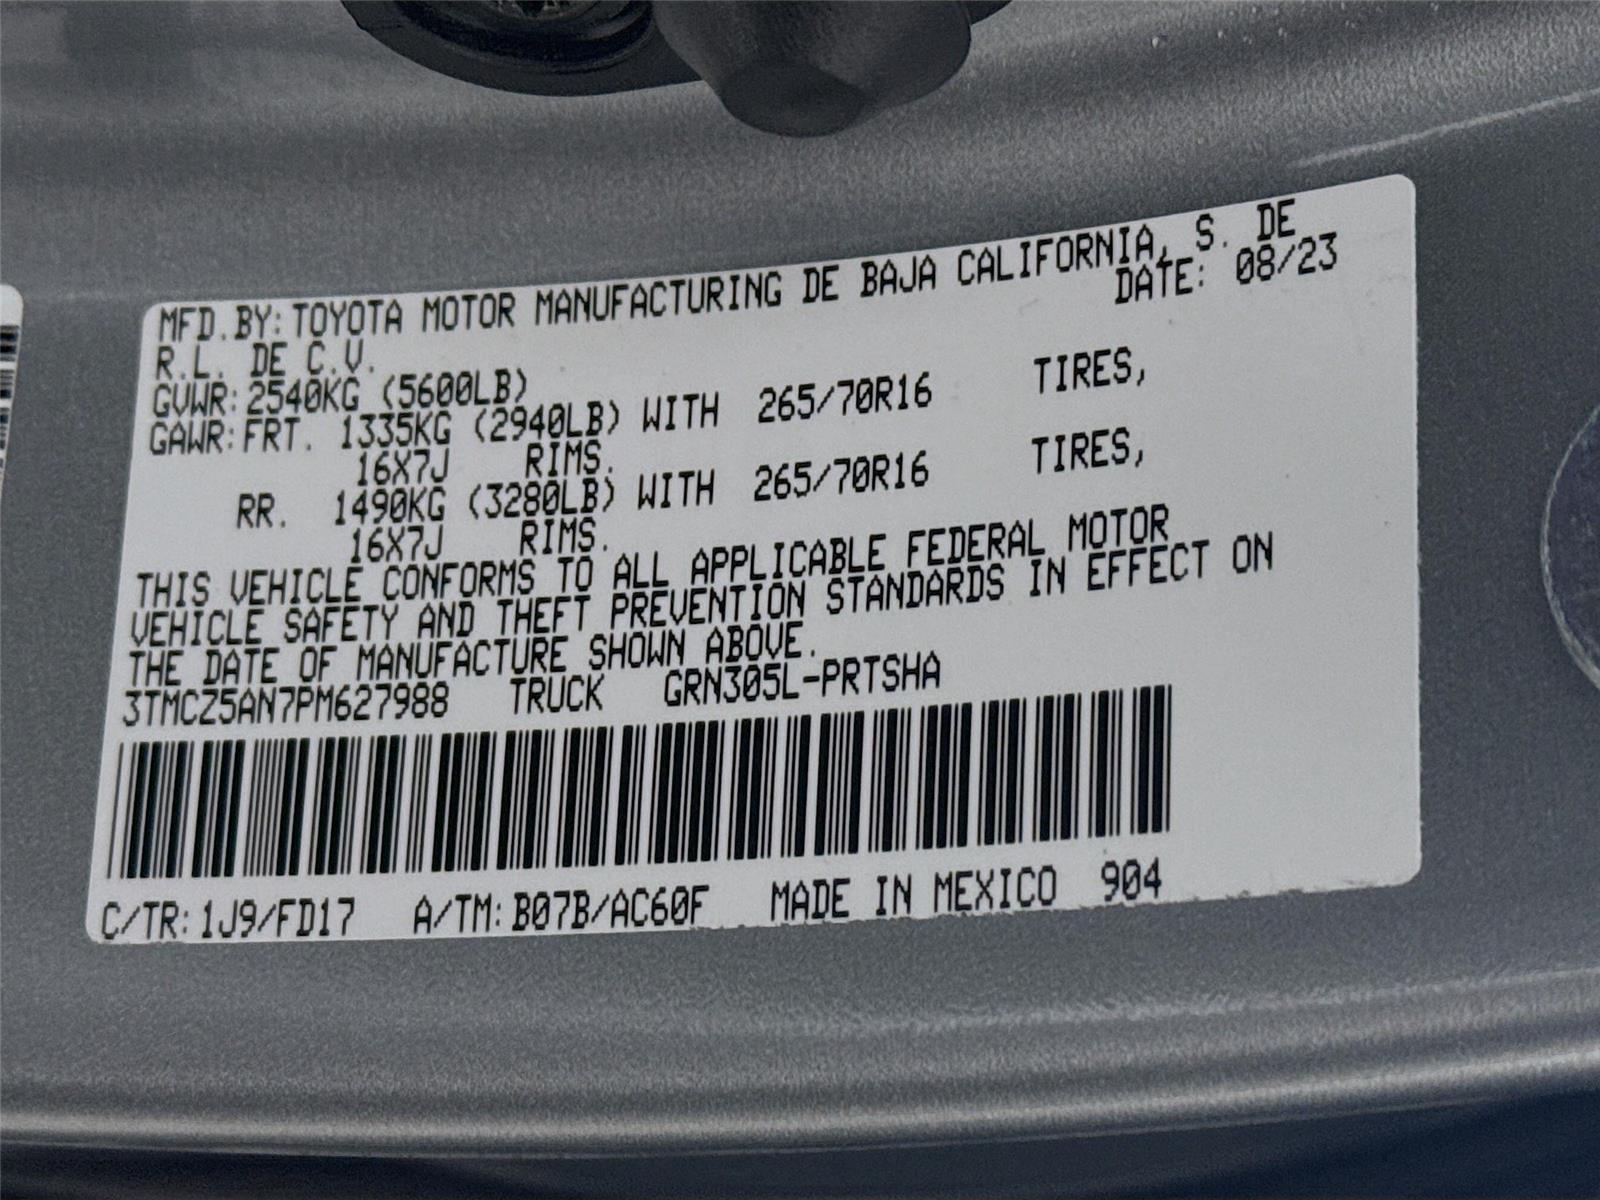 MFD.BY:TOYOTA MOTOR MANUFACTURING DE BAJA CALIFORNIA, S. DE
R.L. DE C.V. DATE: 08/23
GVWR:2540KG (5600LB)
GAWR:FRT. 1335KG (2940LB) WITH 265/70R16 TIRES,
16X7J RIMS.
RR. 1490KG (3280LB) WITH 265/70R16 TIRES,
16X7J RIMS.
THIS VEHICLE CONFORMS TO ALL APPLICABLE FEDERAL MOTOR
VEHICLE SAFETY AND THEFT PREVENTION STANDARDS IN EFFECT ON
THE DATE OF MANUFACTURE SHOWN ABOVE.
3TMCZ5AN7PM627988 TRUCK GRN305L-PRTSHA
C/TR:1J9/FD17 A/TM:B07B/AC60F MADE IN MEXICO 904